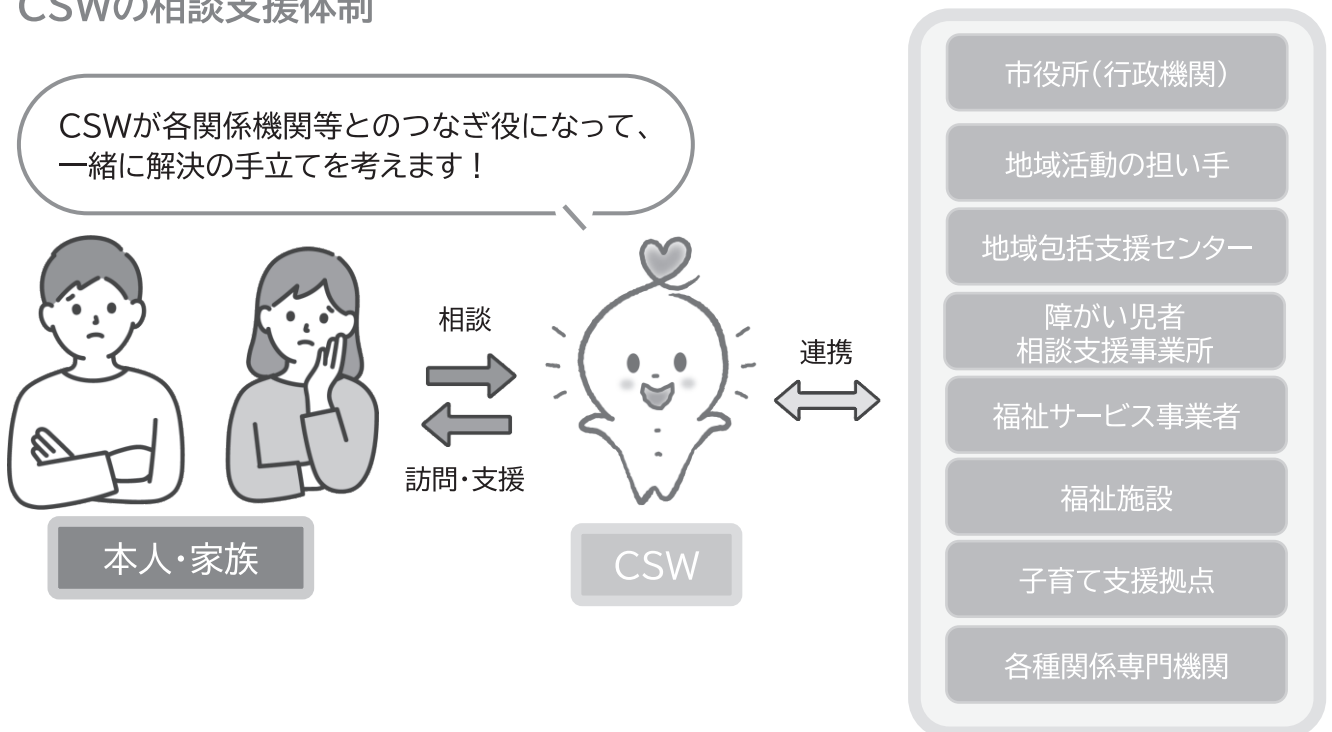 CSWの相談支援体制
CSWが各関係機関等とのつなぎ役になって、
一緒に解決の手立てを考えます！
相談
訪問・支援
連携
本人・家族
CSW
市役所（行政機関）
地域活動の担い手
地域包括支援センター
障がい児者
相談支援事業所
福祉サービス事業者
福祉施設
子育て支援拠点
各種関係専門機関